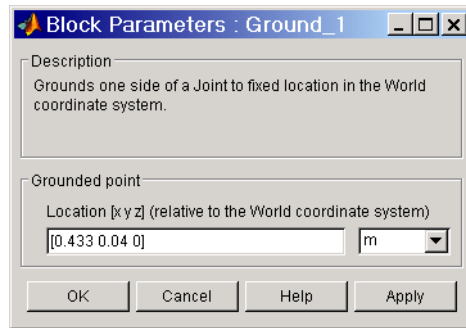 Block Parameters : Ground_1
Description
Grounds one side of a Joint to fixed location in the World
coordinate system.
Grounded point
Location [x y z] (relative to the World coordinate system)
[0.433 0.04 0]
m
OK
Cancel
Help
Apply